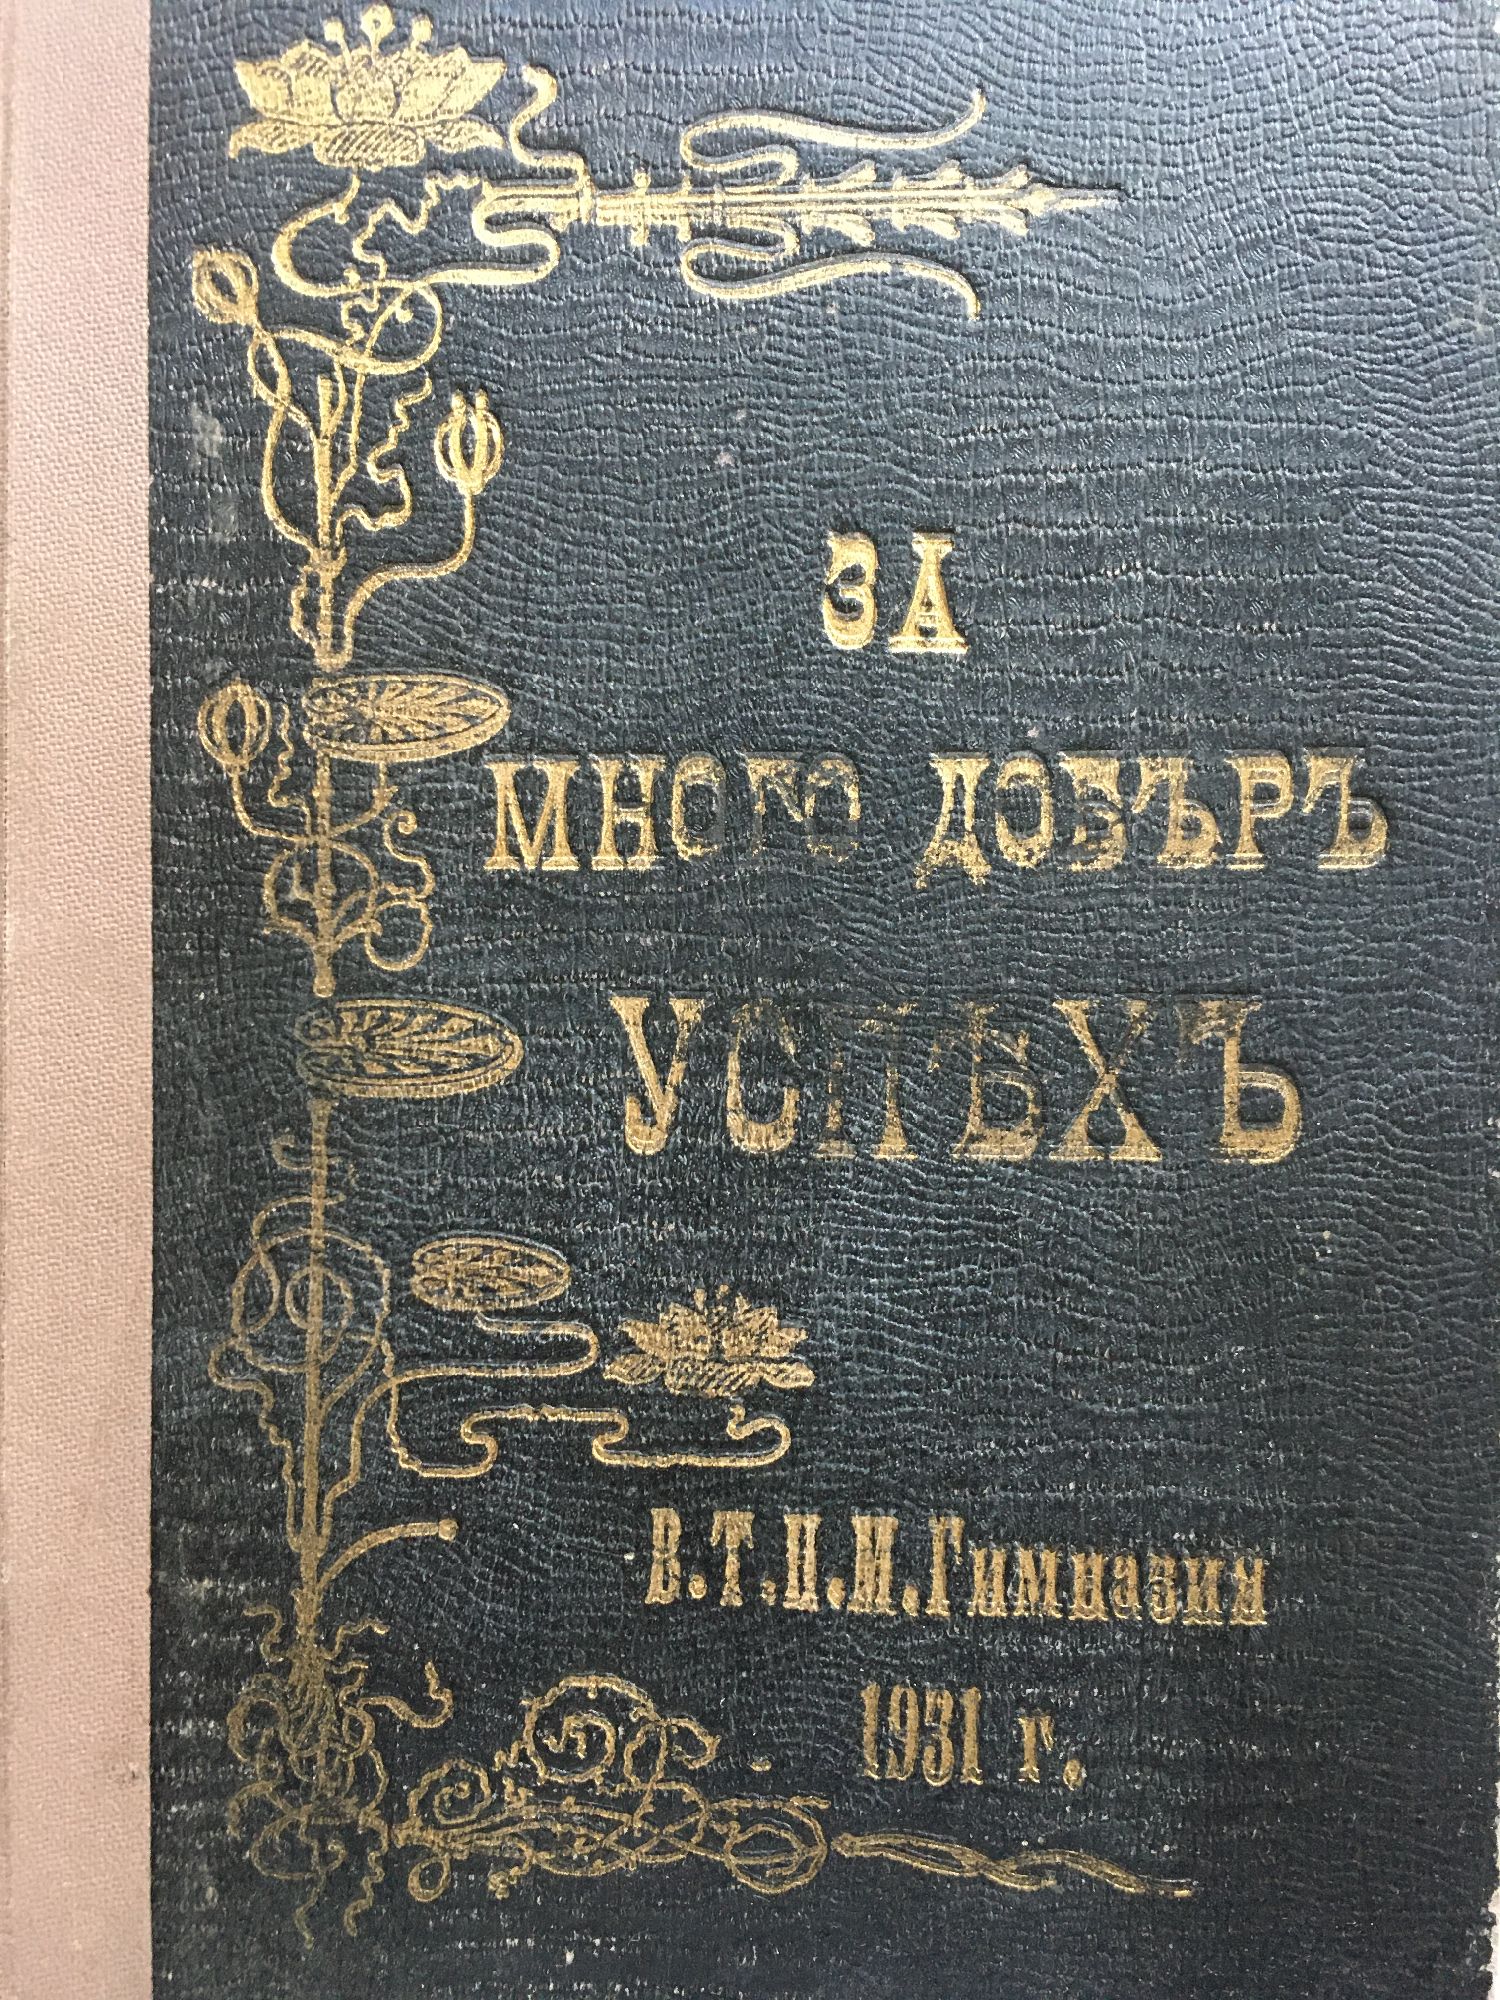 ЗА
МНОГО ДОБЪРЪ
УСПѢХЪ
В.Т.Ц.И.Гимназия
1931 г.